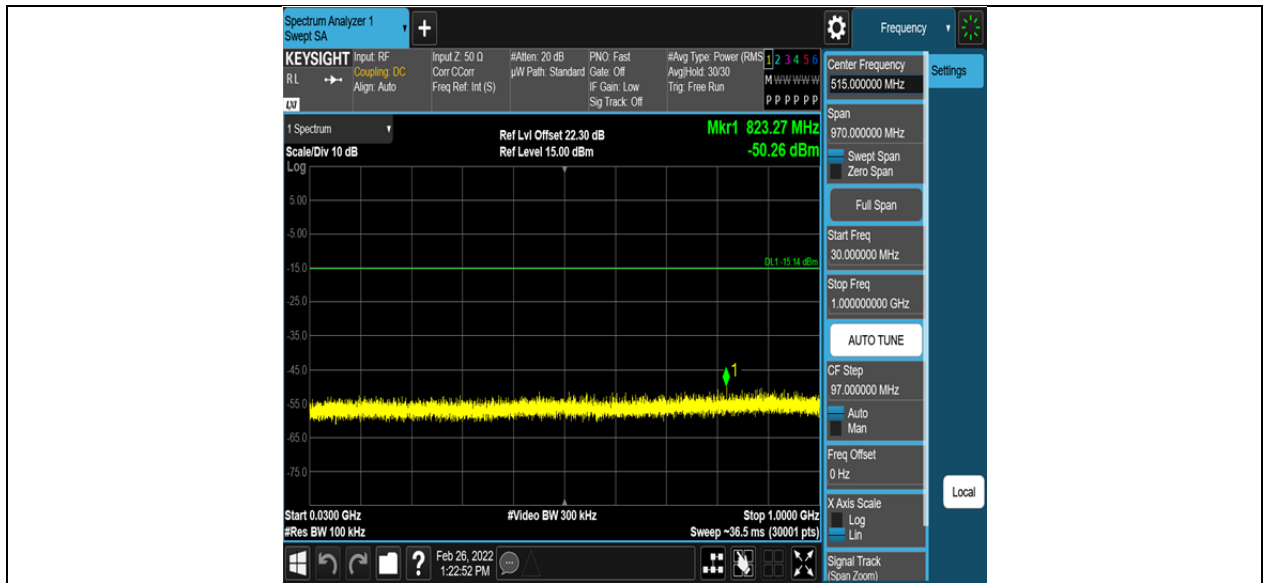 Spectrum Analyzer 1
Swept SA
+
Frequency
KEYSIGHT
RL
LXI
Input: RF
Coupling: DC
Align: Auto
Input Z: 50 Ω
Corr CCorr
Freq Ref: Int (S)
#Atten: 20 dB
µW Path: Standard
PNO: Fast
Gate: Off
IF Gain: Low
Sig Track: Off
#Avg Type: Power (RMS
Avg|Hold: 30/30
Trig: Free Run
1 2 3 4 5 6
M W W W W W
P P P P P P
1 Spectrum
Scale/Div 10 dB
Ref Lvl Offset 22.30 dB
Ref Level 15.00 dBm
Mkr1 823.27 MHz
-50.26 dBm
Log
5.00
-5.00
-15.0
DL1 -15.14 dBm
-25.0
-35.0
-45.0
1
-55.0
-65.0
-75.0
Start 0.0300 GHz
#Video BW 300 kHz
Stop 1.0000 GHz
#Res BW 100 kHz
Sweep ~36.5 ms (30001 pts)
?
Feb 26, 2022
1:22:52 PM
Center Frequency
515.000000 MHz
Settings
Span
970.000000 MHz
Swept Span
Zero Span
Full Span
Start Freq
30.000000 MHz
Stop Freq
1.000000000 GHz
AUTO TUNE
CF Step
97.000000 MHz
Auto
Man
Freq Offset
0 Hz
Local
X Axis Scale
Log
Lin
Signal Track
(Span Zoom)